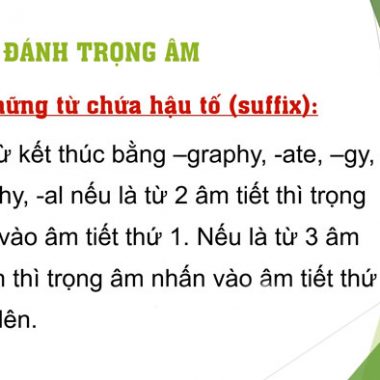 ĐÁNH TRỌNG ÂM
hững từ chứa hậu tố (suffix):
ừ kết thúc bằng –graphy, -ate, –gy,
hy, -al nếu là từ 2 âm tiết thì trọng
vào âm tiết thứ 1. Nếu là từ 3 âm
thì trọng âm nhấn vào âm tiết thứ
lên.